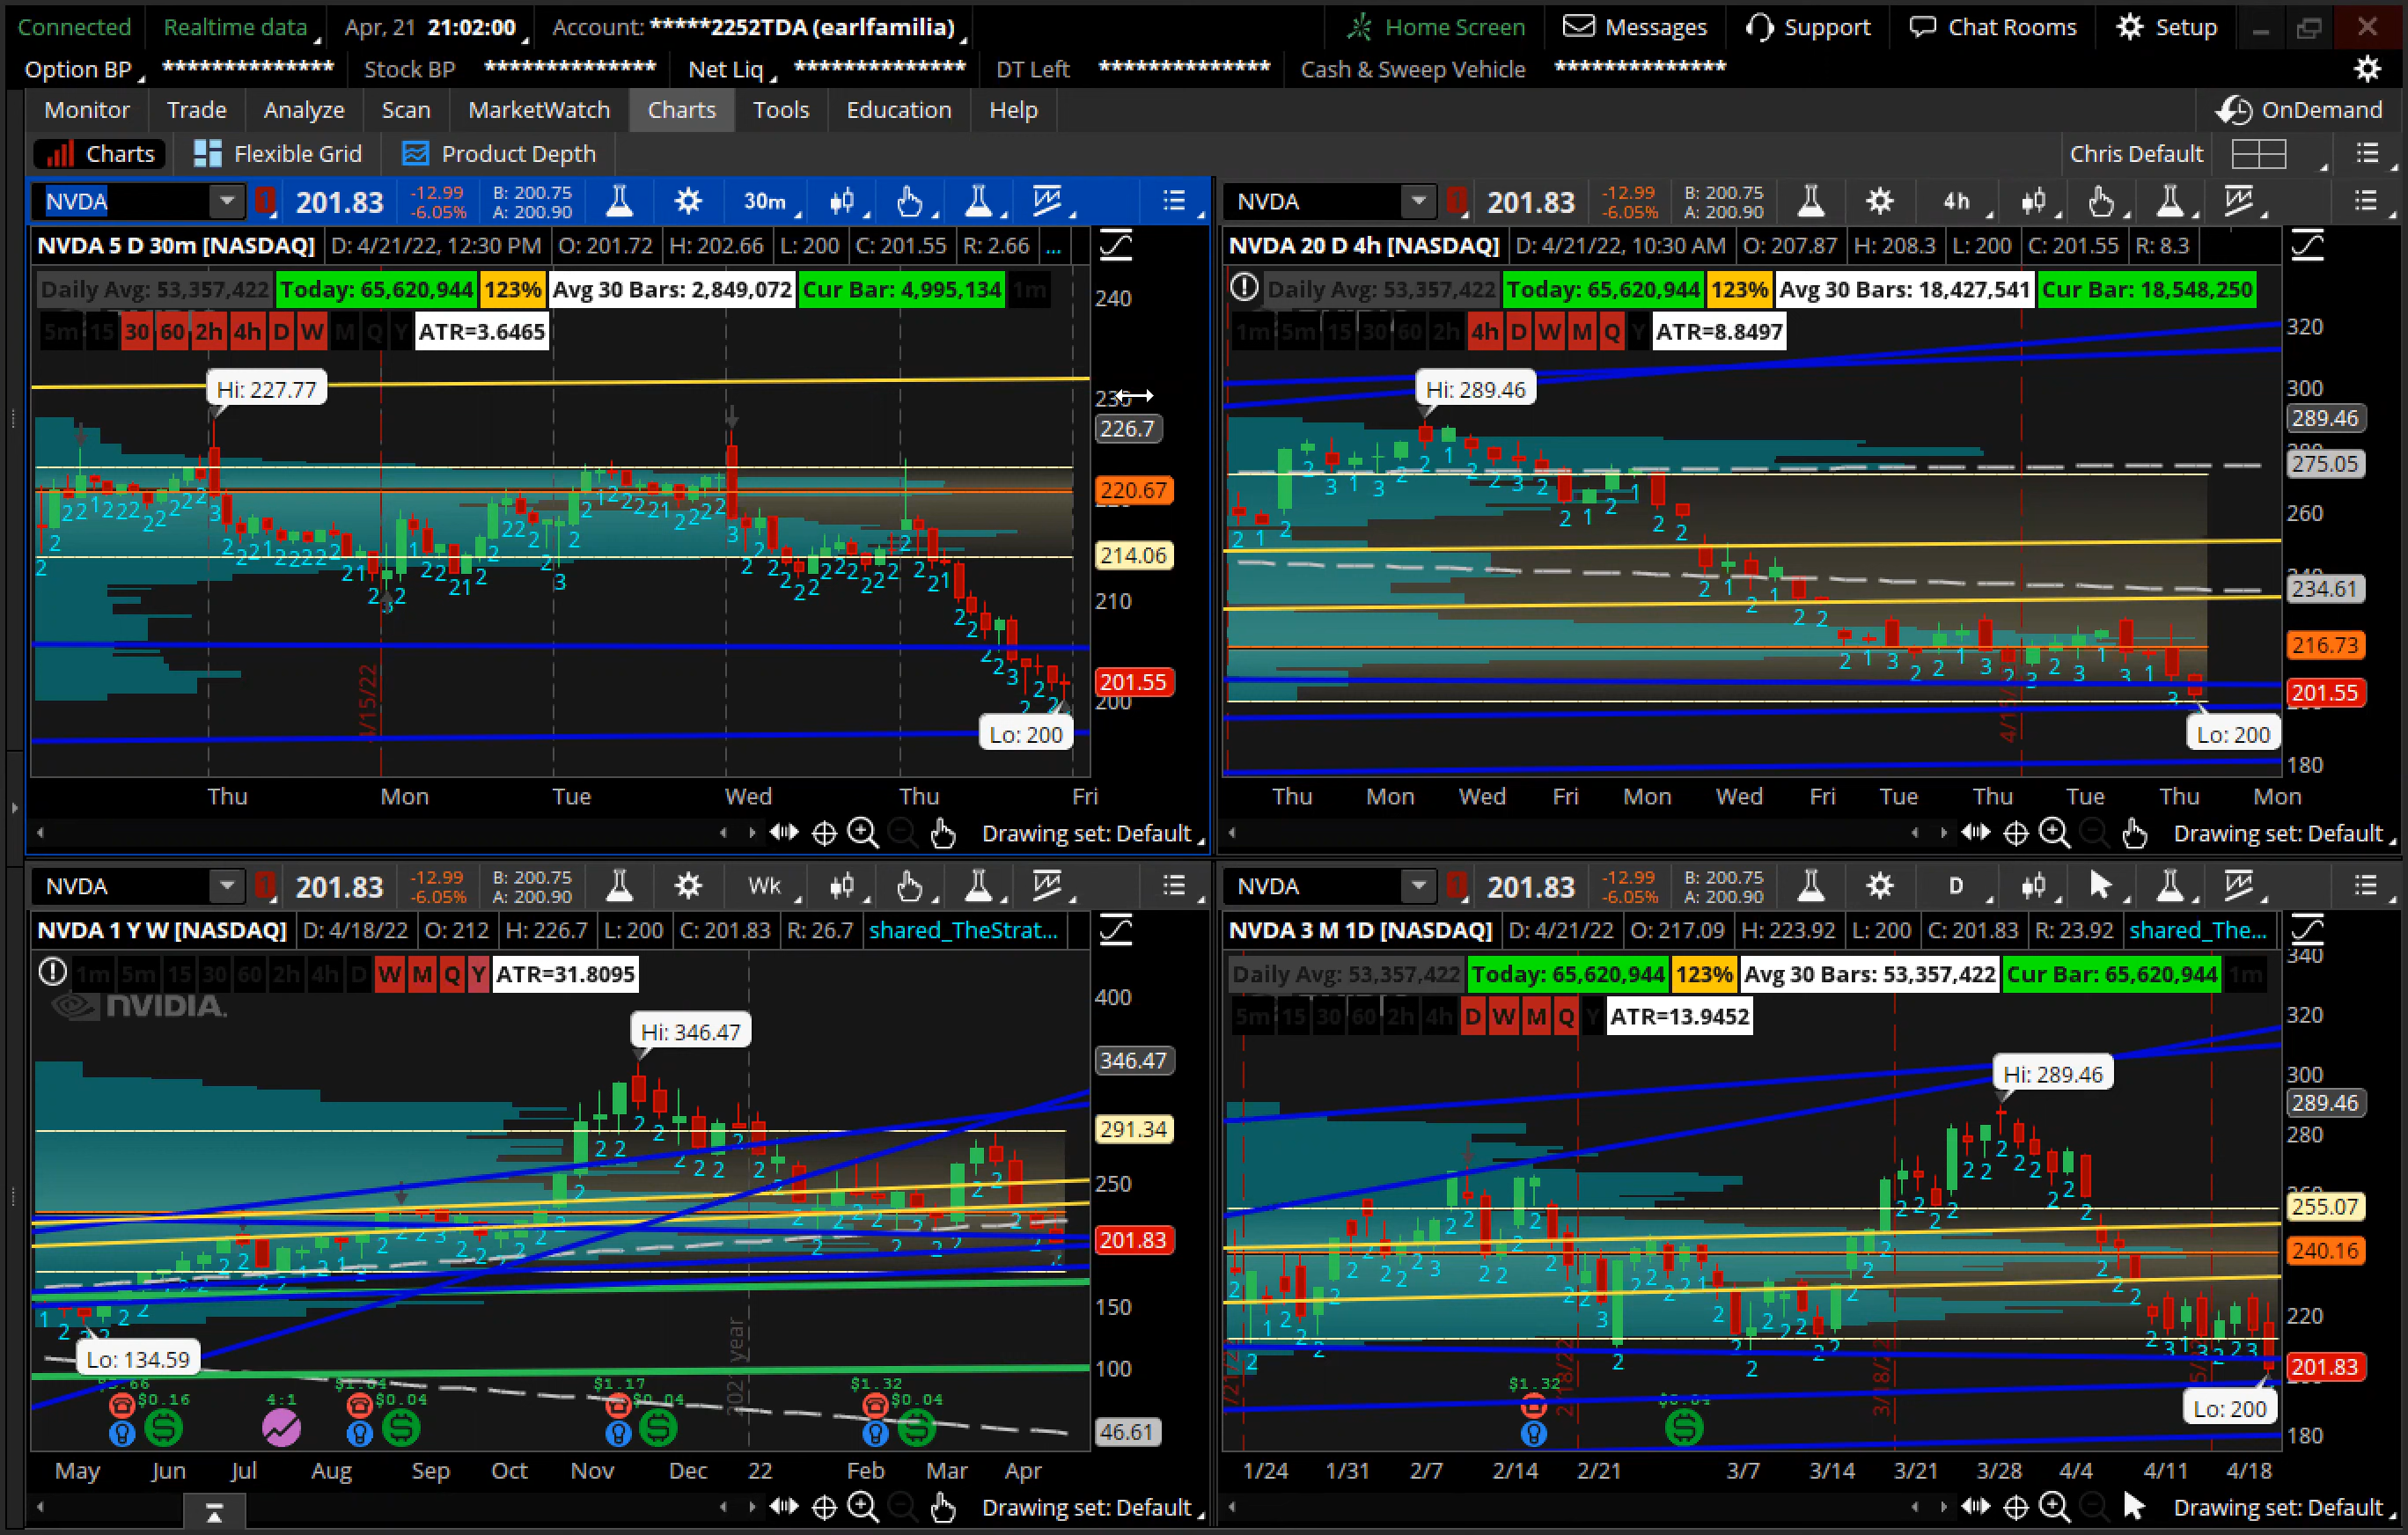 Connected Realtime data Apr, 21 21:02:00 Account: *****2252TDA (earlfamilia) Home Screen Messages Support Chat Rooms Setup
Option BP ************** Stock BP ************** Net Liq ************** DT Left ************** Cash & Sweep Vehicle **************
Monitor Trade Analyze Scan MarketWatch Charts Tools Education Help OnDemand
Charts Flexible Grid Product Depth Chris Default
NVDA 1 201.83 -12.99 -6.05% B: 200.75 A: 200.90 30m
NVDA 5 D 30m [NASDAQ] D: 4/21/22, 12:30 PM O: 201.72 H: 202.66 L: 200 C: 201.55 R: 2.66 ...
Daily Avg: 53,357,422 Today: 65,620,944 123% Avg 30 Bars: 2,849,072 Cur Bar: 4,995,134 1m
5m 15 30 60 2h 4h D W M Q Y ATR=3.6465
Hi: 227.77
Lo: 200
4/15/22
240
226.7
220.67
214.06
210
201.55
200
Thu Mon Tue Wed Thu Fri
Drawing set: Default
NVDA 1 201.83 -12.99 -6.05% B: 200.75 A: 200.90 4h
NVDA 20 D 4h [NASDAQ] D: 4/21/22, 10:30 AM O: 207.87 H: 208.3 L: 200 C: 201.55 R: 8.3
Daily Avg: 53,357,422 Today: 65,620,944 123% Avg 30 Bars: 18,427,541 Cur Bar: 18,548,250
1m 5m 15 30 60 2h 4h D W M Q Y ATR=8.8497
Hi: 289.46
Lo: 200
320
300
289.46
275.05
260
234.61
216.73
201.55
180
Thu Mon Wed Fri Mon Wed Fri Tue Thu Tue Thu Mon
Drawing set: Default
NVDA 1 201.83 -12.99 -6.05% B: 200.75 A: 200.90 Wk
NVDA 1 Y W [NASDAQ] D: 4/18/22 O: 212 H: 226.7 L: 200 C: 201.83 R: 26.7 shared_TheStrat...
1m 5m 15 30 60 2h 4h D W M Q Y ATR=31.8095
NVIDIA.
Hi: 346.47
Lo: 134.59
2021 year
$0.16 4:1 $1.04 $0.04 $1.17 $0.04 $1.32 $0.04
400
346.47
291.34
250
201.83
150
100
46.61
May Jun Jul Aug Sep Oct Nov Dec 22 Feb Mar Apr
Drawing set: Default
NVDA 1 201.83 -12.99 -6.05% B: 200.75 A: 200.90 D
NVDA 3 M 1D [NASDAQ] D: 4/21/22 O: 217.09 H: 223.92 L: 200 C: 201.83 R: 23.92 shared_The...
Daily Avg: 53,357,422 Today: 65,620,944 123% Avg 30 Bars: 53,357,422 Cur Bar: 65,620,944 1m
5m 15 30 60 2h 4h D W M Q Y ATR=13.9452
Hi: 289.46
Lo: 200
3/18/22
$1.32
340
320
300
289.46
280
255.07
240.16
220
201.83
180
1/24 1/31 2/7 2/14 2/21 3/7 3/14 3/21 3/28 4/4 4/11 4/18
Drawing set: Default